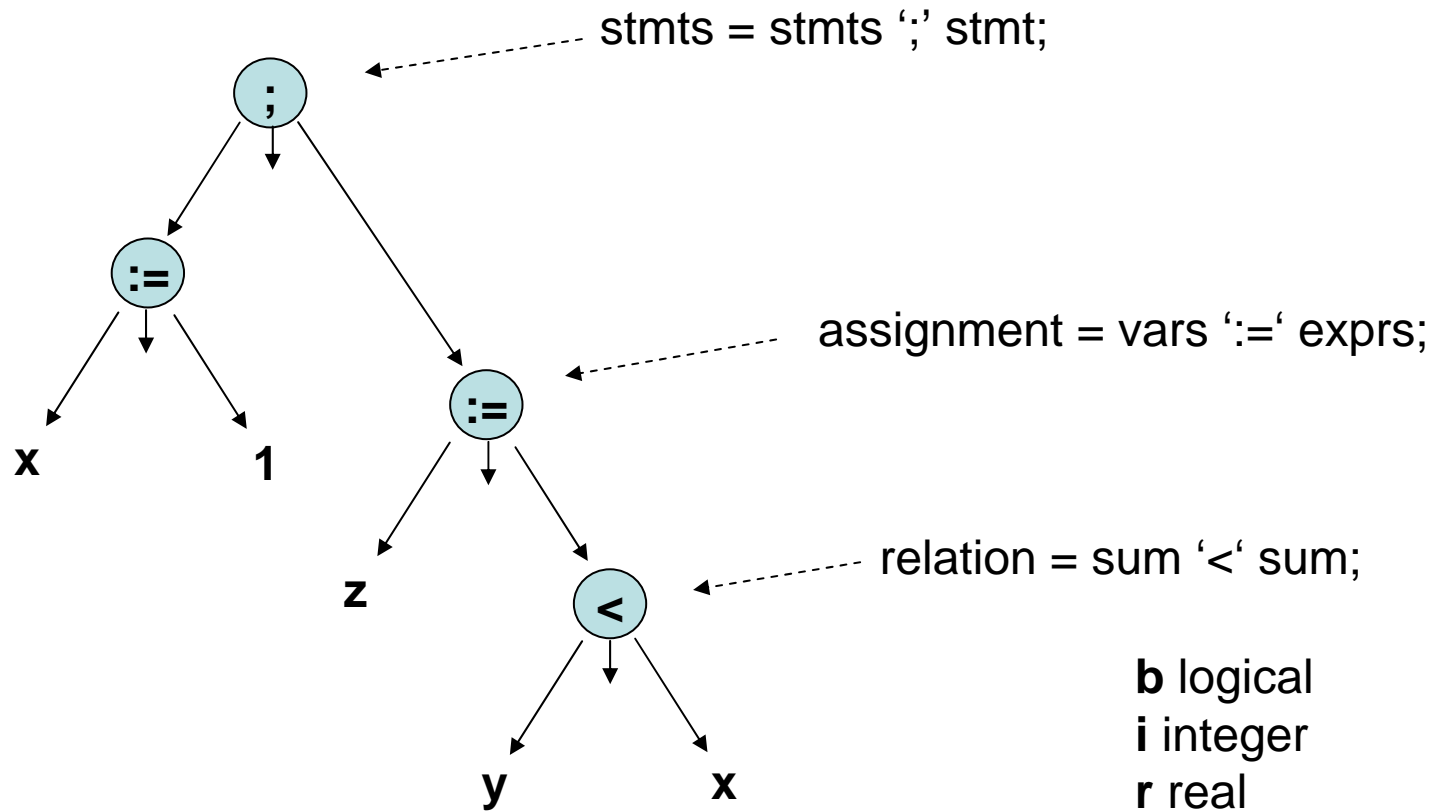 stmts = stmts ‘;’ stmt;
;
:=
assignment = vars ‘:=‘ exprs;
:=
x
1
relation = sum ‘<‘ sum;
z
<
b logical
i integer
y
x
r real